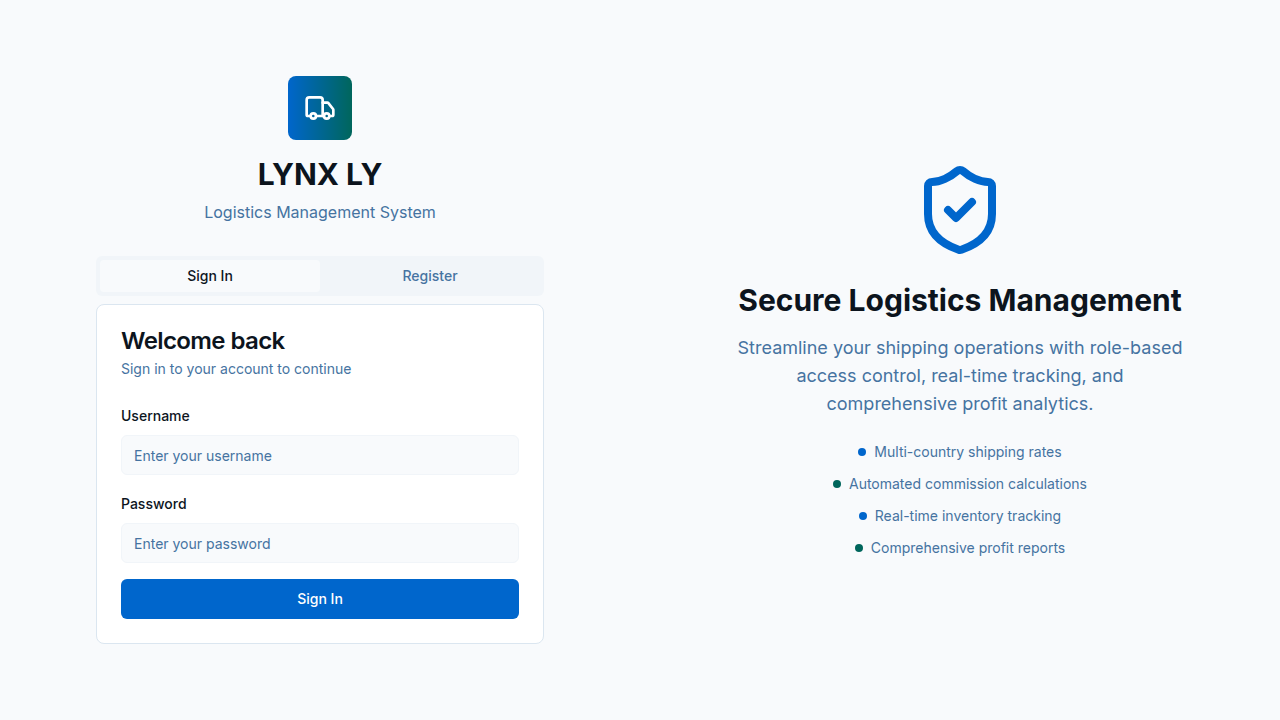 LYNX LY
Logistics Management System
Sign In
Register
Welcome back
Sign in to your account to continue
Username
Enter your username
Password
Enter your password
Sign In
Secure Logistics Management
Streamline your shipping operations with role-based
access control, real-time tracking, and
comprehensive profit analytics.
Multi-country shipping rates
Automated commission calculations
Real-time inventory tracking
Comprehensive profit reports